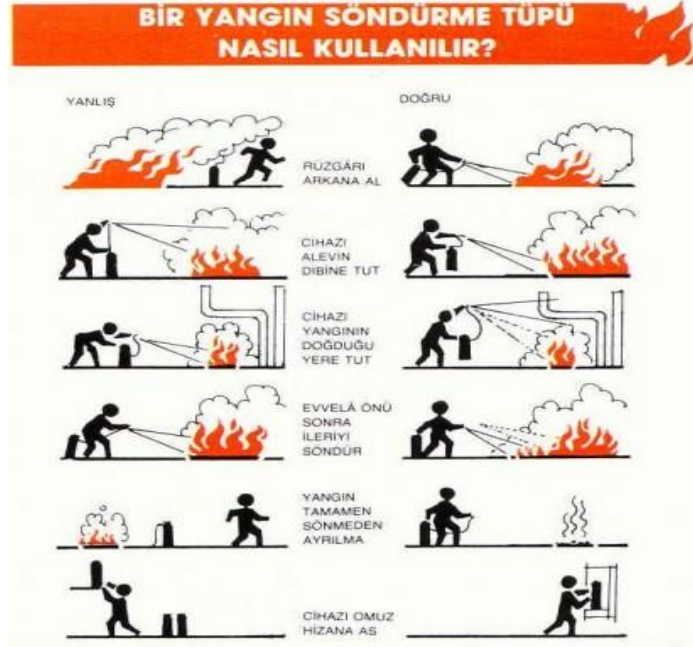 BİR YANGIN SÖNDÜRME TÜPÜ
NASIL KULLANILIR?
YANLIŞ
DOĞRU
RÜZGÂRI
ARKANA AL
CİHAZI
ALEVİN
DİBİNE TUT
CİHAZI
YANGININ
DOĞDUĞU
YERE TUT
EVVELÂ ÖNÜ
SONRA
İLERİYİ
SÖNDÜR
YANGIN
TAMAMEN
SÖNMEDEN
AYRILMA
CİHAZI OMUZ
HİZANA AS